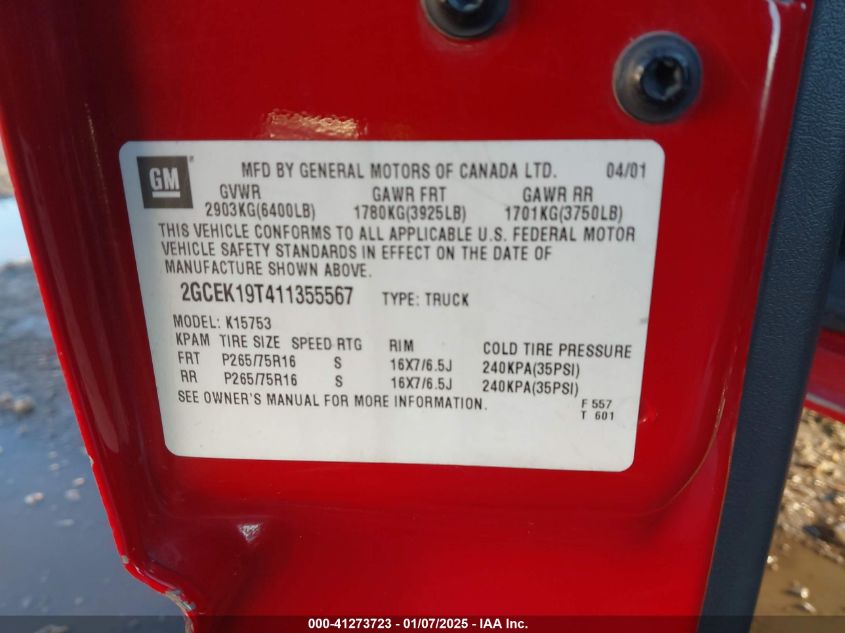 GM MFD BY GENERAL MOTORS OF CANADA LTD. 04/01
GVWR GAWR FRT GAWR RR
2903KG(6400LB) 1780KG(3925LB) 1701KG(3750LB)
THIS VEHICLE CONFORMS TO ALL APPLICABLE U.S. FEDERAL MOTOR
VEHICLE SAFETY STANDARDS IN EFFECT ON THE DATE OF
MANUFACTURE SHOWN ABOVE.
2GCEK19T411355567 TYPE: TRUCK
MODEL: K15753
KPAM TIRE SIZE SPEED RTG RIM COLD TIRE PRESSURE
FRT P265/75R16 S 16X7/6.5J 240KPA(35PSI)
RR P265/75R16 S 16X7/6.5J 240KPA(35PSI)
SEE OWNER'S MANUAL FOR MORE INFORMATION. F 557
T 601
000-41273723 - 01/07/2025 - IAA Inc.